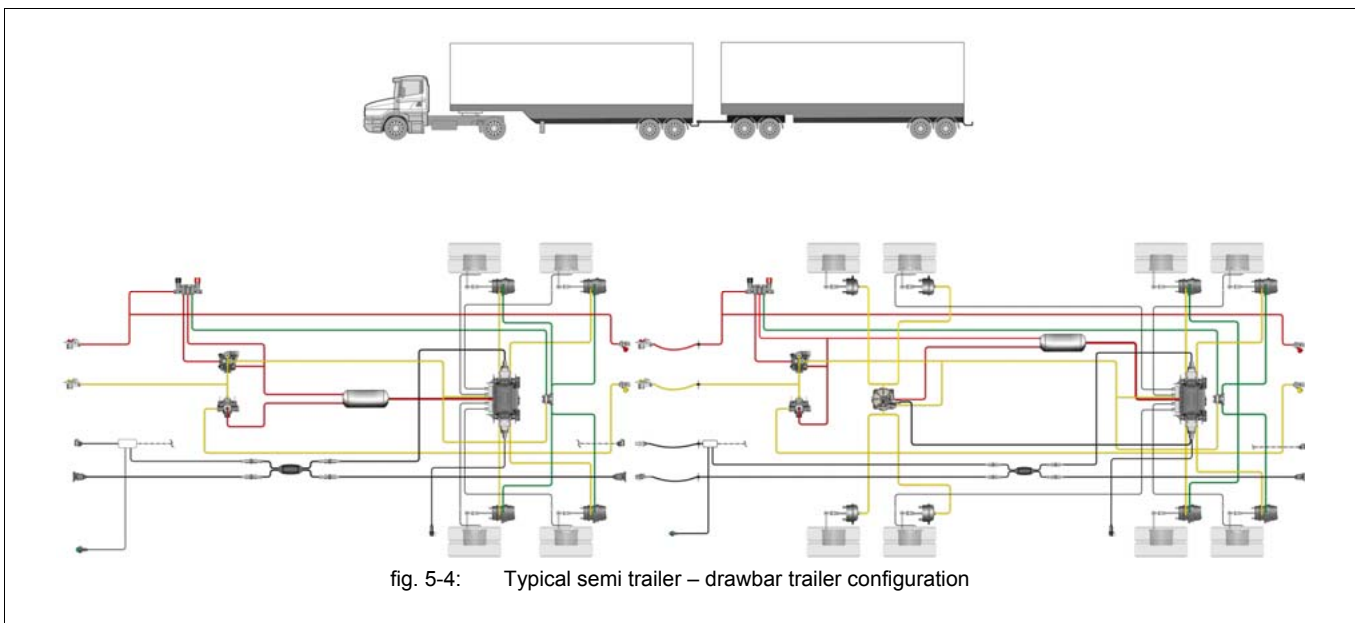 fig. 5-4: Typical semi trailer – drawbar trailer configuration